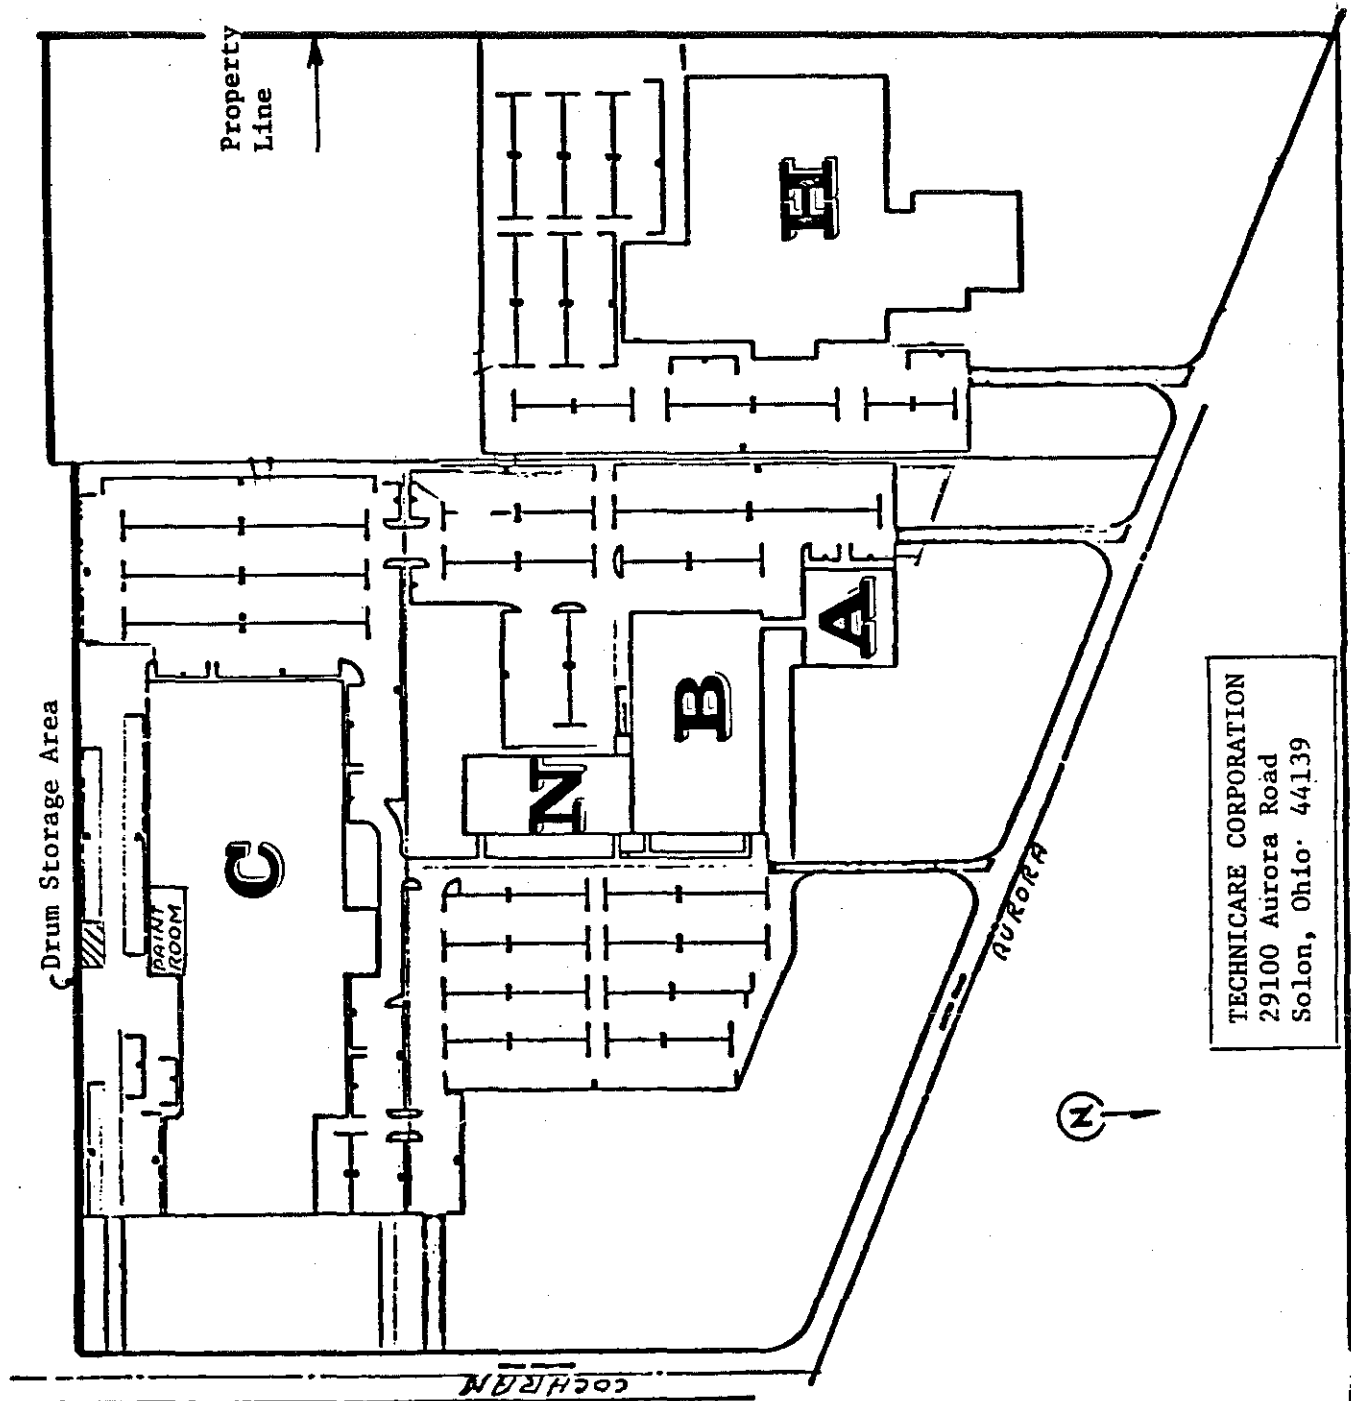 Property
Line
Drum Storage Area
H
A
B
N
C
PAINT
ROOM
AURORA
COCHRAN
N
TECHNICARE CORPORATION
29100 Aurora Road
Solon, Ohio· 44139